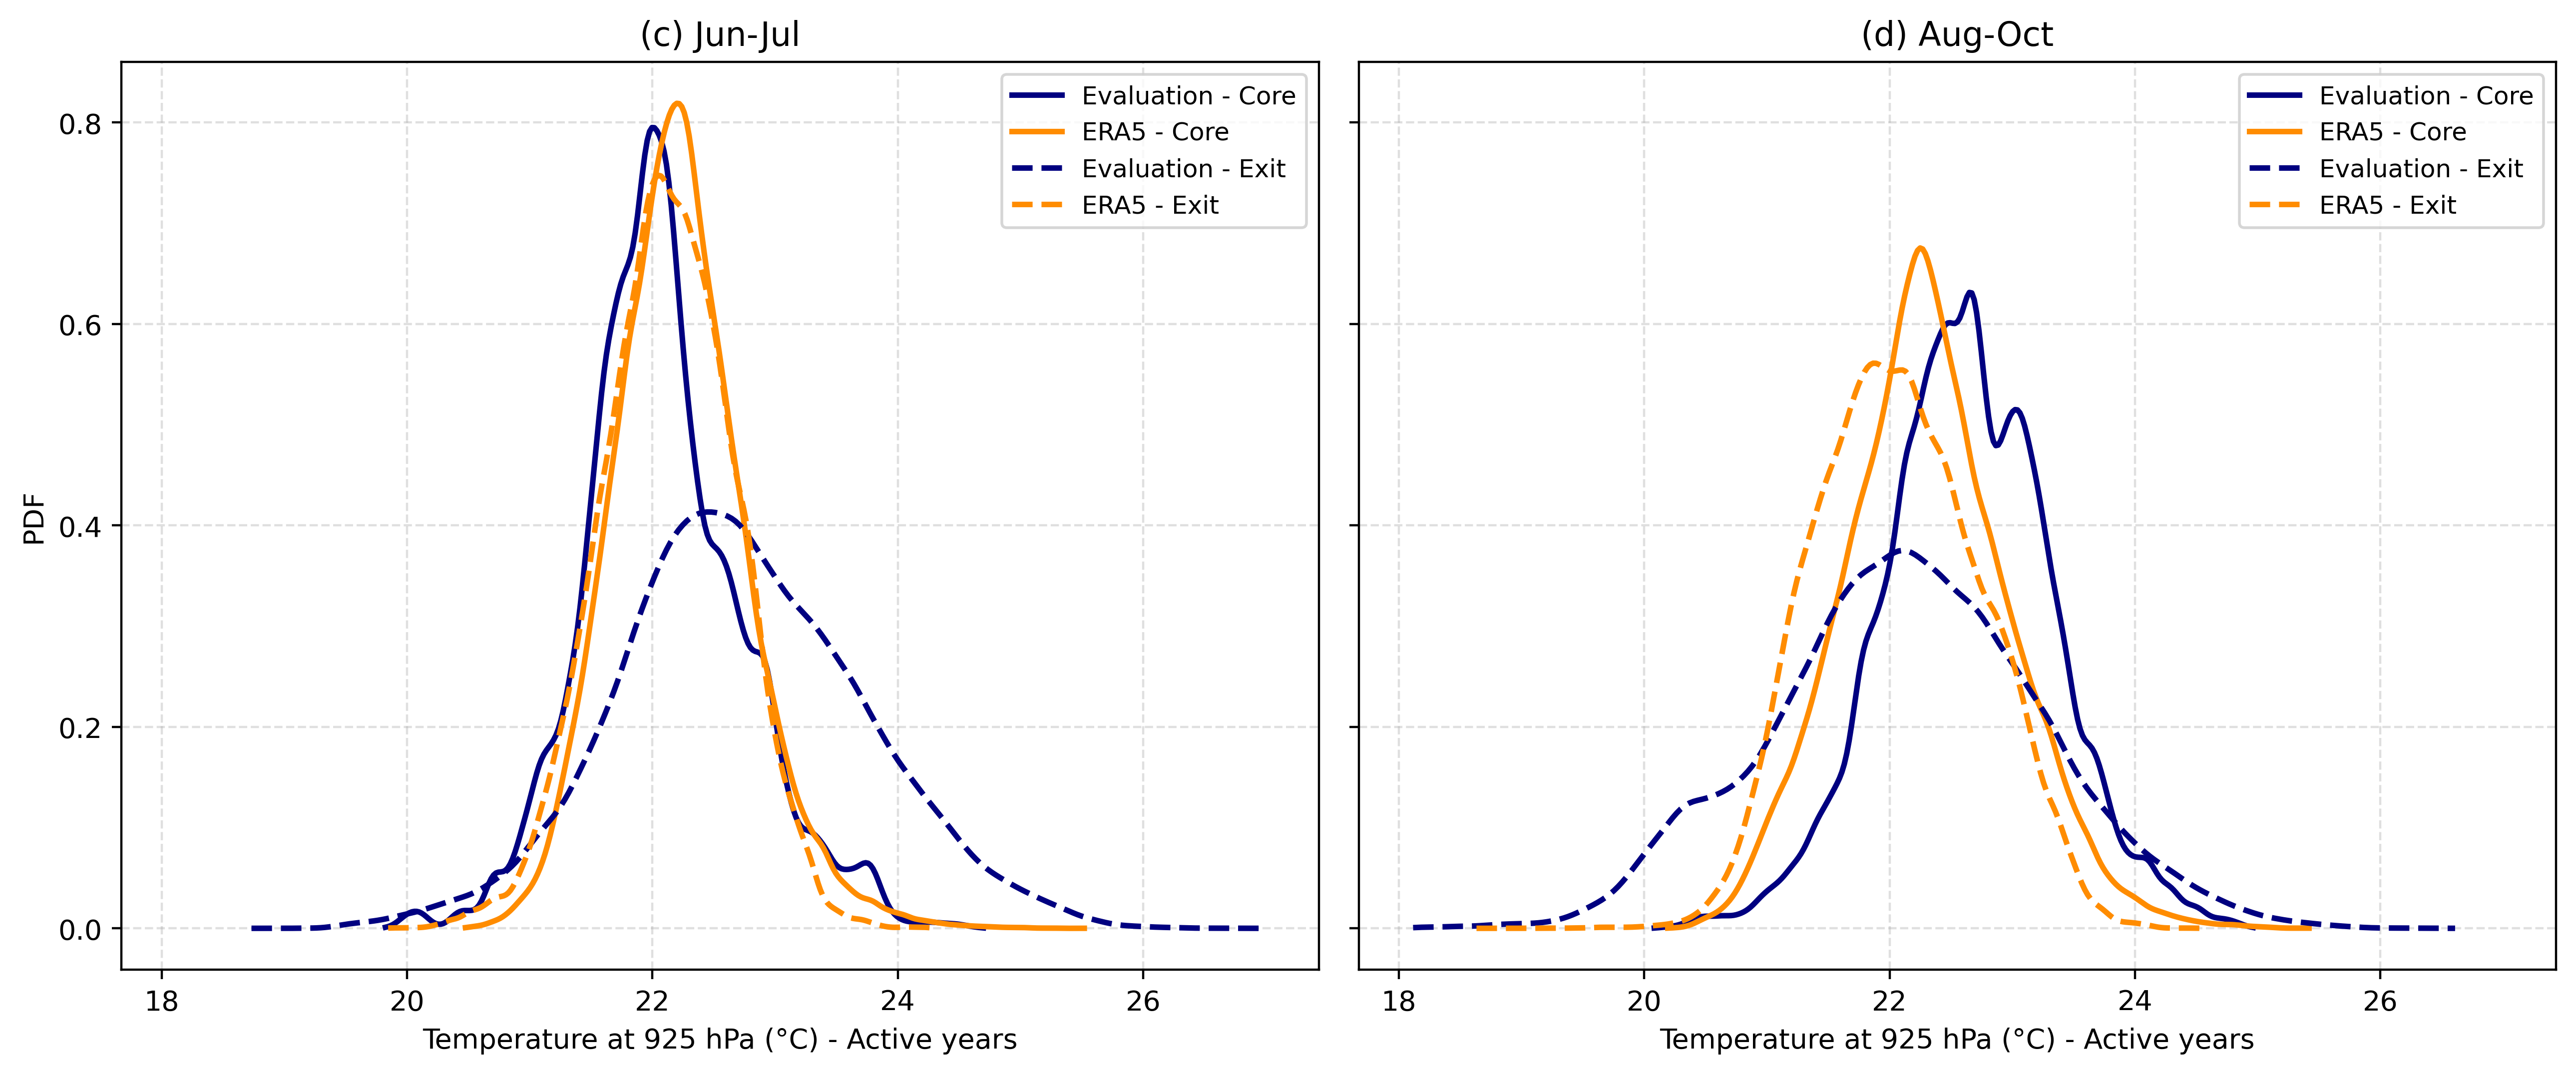 (c) Jun-Jul
Evaluation - Core
ERA5 - Core
Evaluation - Exit
ERA5 - Exit
PDF
0.8
0.6
0.4
0.2
0.0
18 20 22 24 26
Temperature at 925 hPa (°C) - Active years
(d) Aug-Oct
Evaluation - Core
ERA5 - Core
Evaluation - Exit
ERA5 - Exit
18 20 22 24 26
Temperature at 925 hPa (°C) - Active years